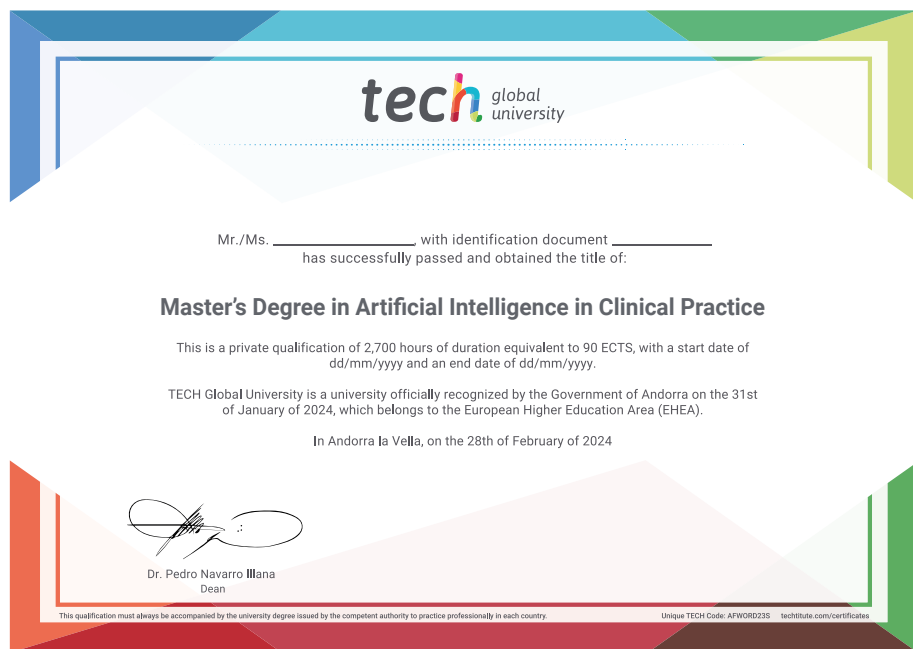 tech global
university
Mr./Ms. ____________________, with identification document ______________
has successfully passed and obtained the title of:
Master's Degree in Artificial Intelligence in Clinical Practice
This is a private qualification of 2,700 hours of duration equivalent to 90 ECTS, with a start date of
dd/mm/yyyy and an end date of dd/mm/yyyy.
TECH Global University is a university officially recognized by the Government of Andorra on the 31st
of January of 2024, which belongs to the European Higher Education Area (EHEA).
In Andorra la Vella, on the 28th of February of 2024
Dr. Pedro Navarro Illana
Dean
This qualification must always be accompanied by the university degree issued by the competent authority to practice professionally in each country. Unique TECH Code: AFWORD23S techtitute.com/certificates